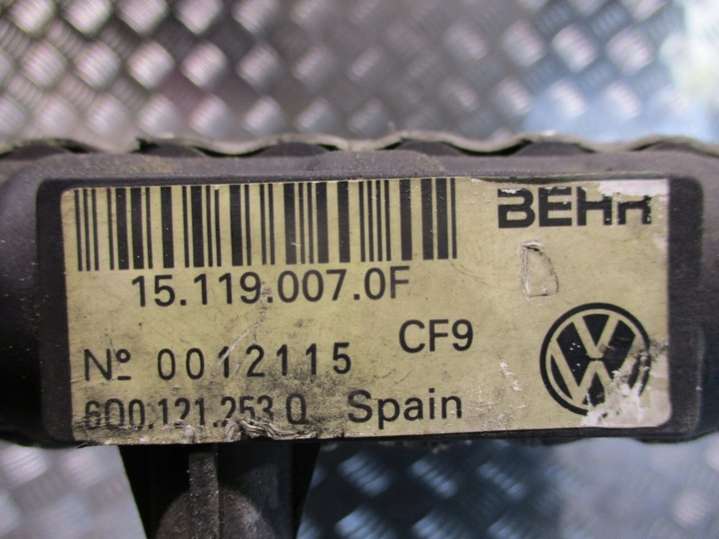 BEHR
15.119.007.0F
CF9
Nº 0012115
6Q0.121.253 Q Spain